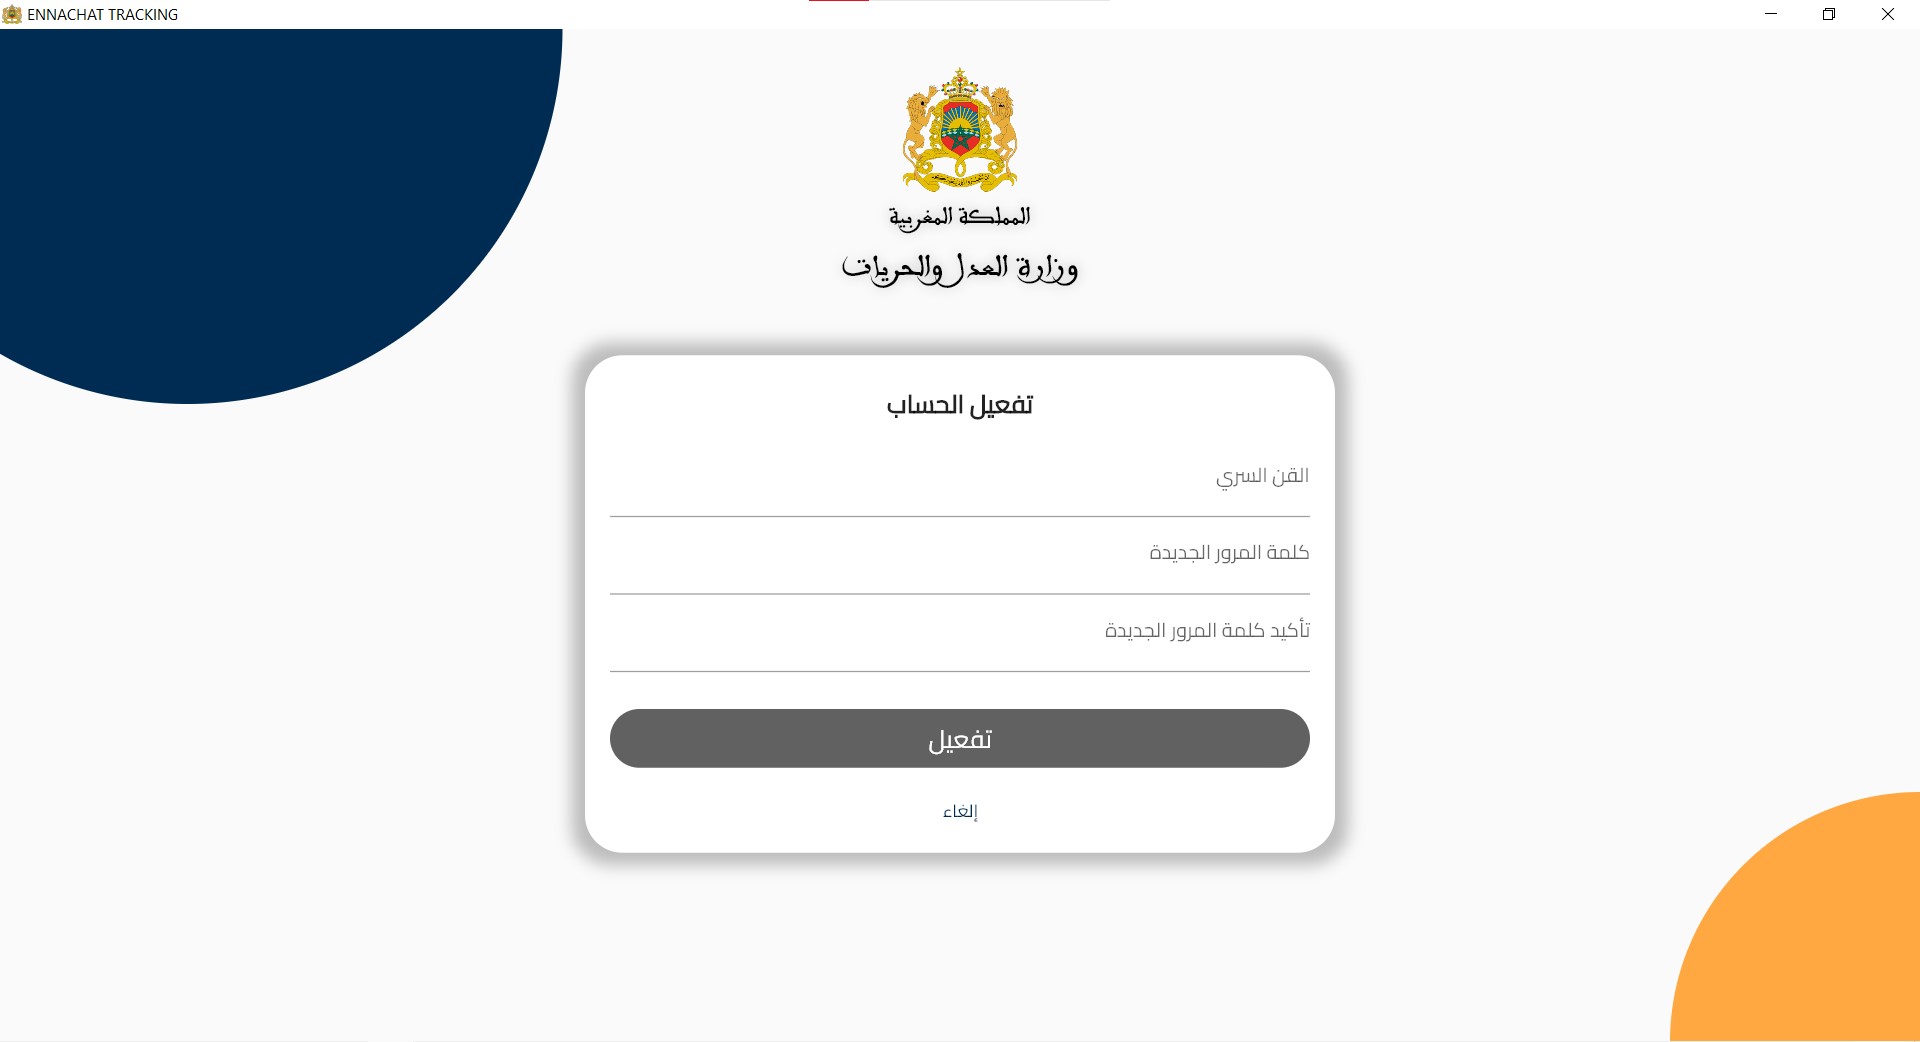 ENNACHAT TRACKING
المملكة المغربية
وزارة العدل والحريات
تفعيل الحساب
القن السري
كلمة المرور الجديدة
تأكيد كلمة المرور الجديدة
تفعيل
إلغاء